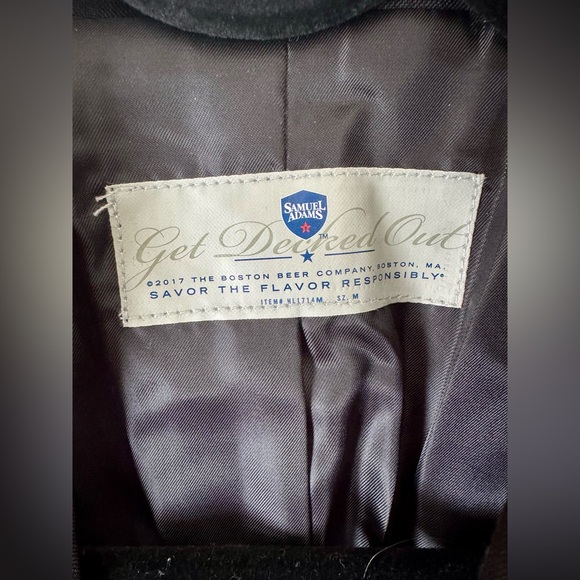 SAMUEL
ADAMS
TM
Get Decked Out
©2017 THE BOSTON BEER COMPANY, BOSTON, MA.
SAVOR THE FLAVOR RESPONSIBLY®
ITEM# HL1714M SZ. M